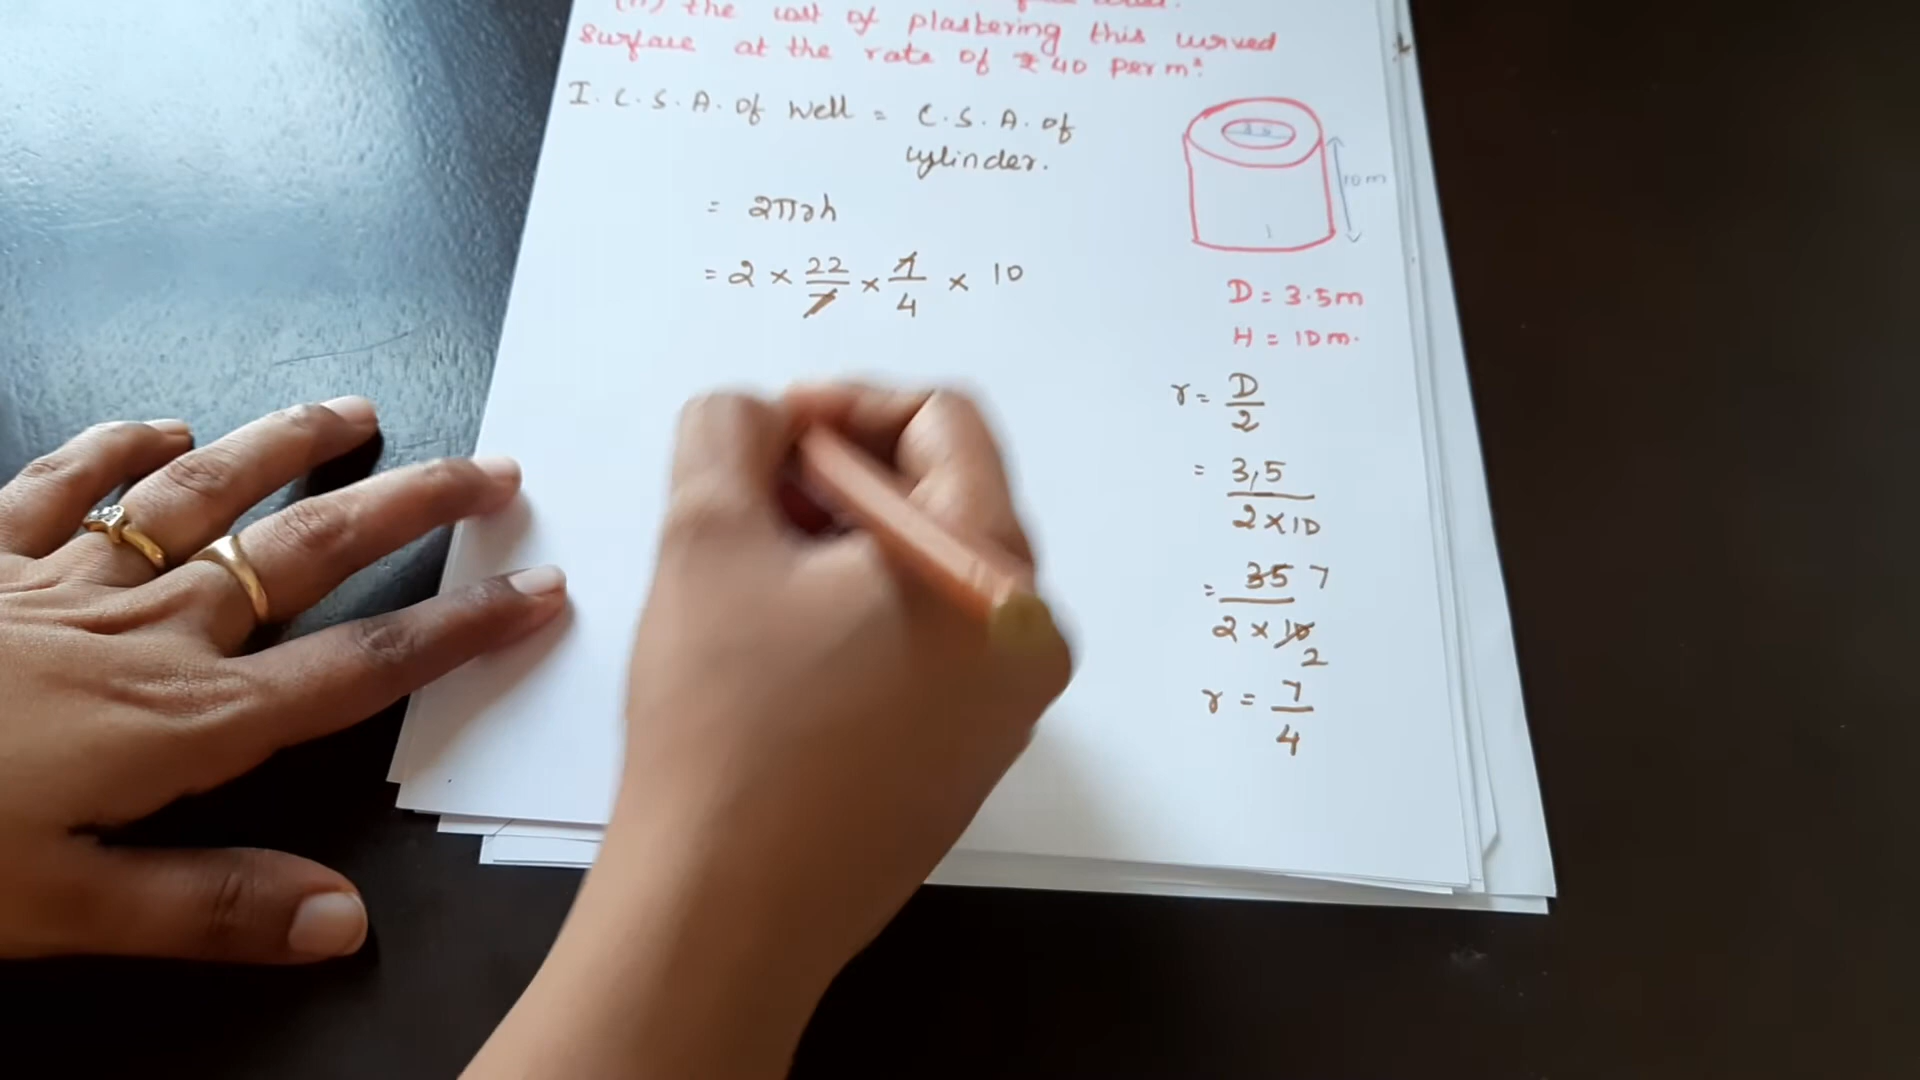 (ii) the cost of plastering this curved
surface at the rate of ₹40 per m².
I. C. S. A. of well = C. S. A. of
cylinder.
= 2πrh
= 2 × 22/7 × 7/4 × 10
10m
D = 3.5m
H = 10m.
r = D/2
= 3,5/2×10
= 35 7/2 × 10 2
r = 7/4